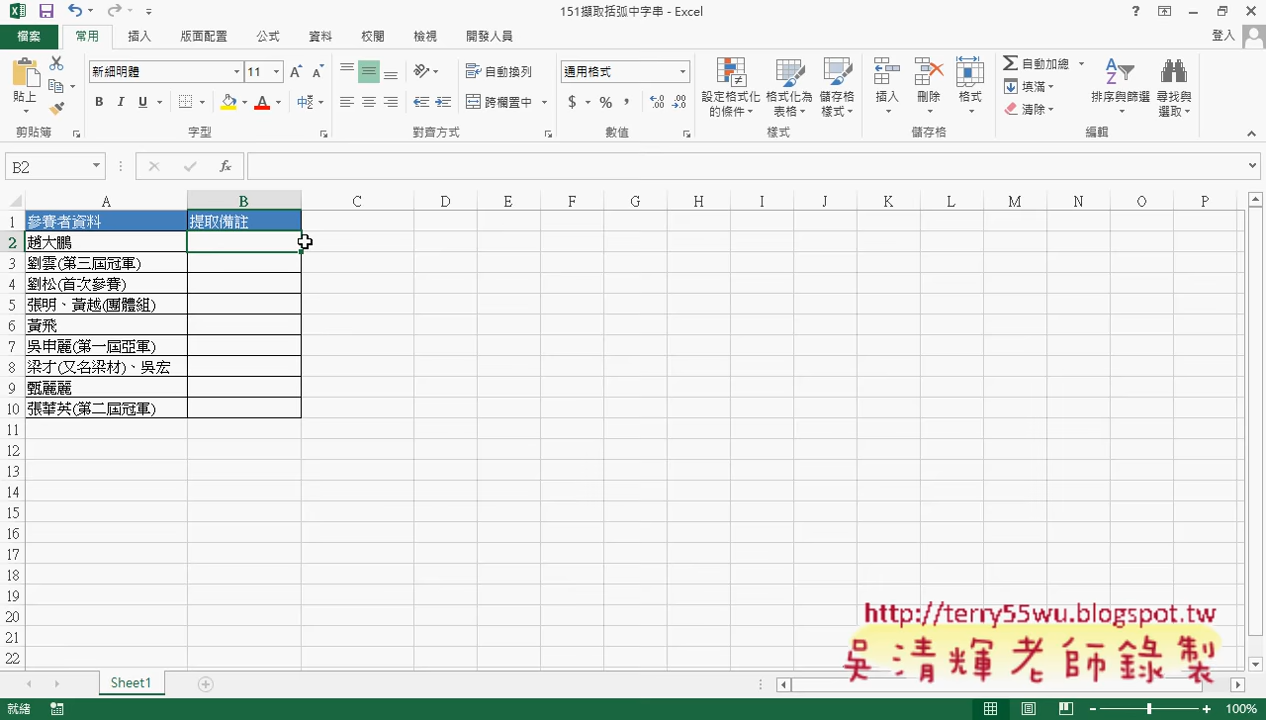 151擷取括弧中字串 - Excel
檔案 常用 插入 版面配置 公式 資料 校閱 檢視 開發人員 登入
新細明體 11 自動換列 通用格式 自動加總
貼上 B I U A 跨欄置中 $ % , 設定格式化的條件 格式化為表格 儲存格樣式 插入 刪除 格式 填滿 清除 排序與篩選 尋找與選取
剪貼簿 字型 對齊方式 數值 樣式 儲存格 編輯
B2 fx
A B C D E F G H I J K L M N O P
1 參賽者資料 提取備註
2 趙大鵬
3 劉雲(第三屆冠軍)
4 劉松(首次參賽)
5 張明、黃越(團體組)
6 黃飛
7 吳申麗(第一屆亞軍)
8 梁才(又名梁材)、吳宏
9 甄麗麗
10 張華英(第二屆冠軍)
11
12
13
14
15
16
17
18
19
20
21
22
http://terry55wu.blogspot.tw
吳清輝老師錄製
Sheet1
就緒 100%